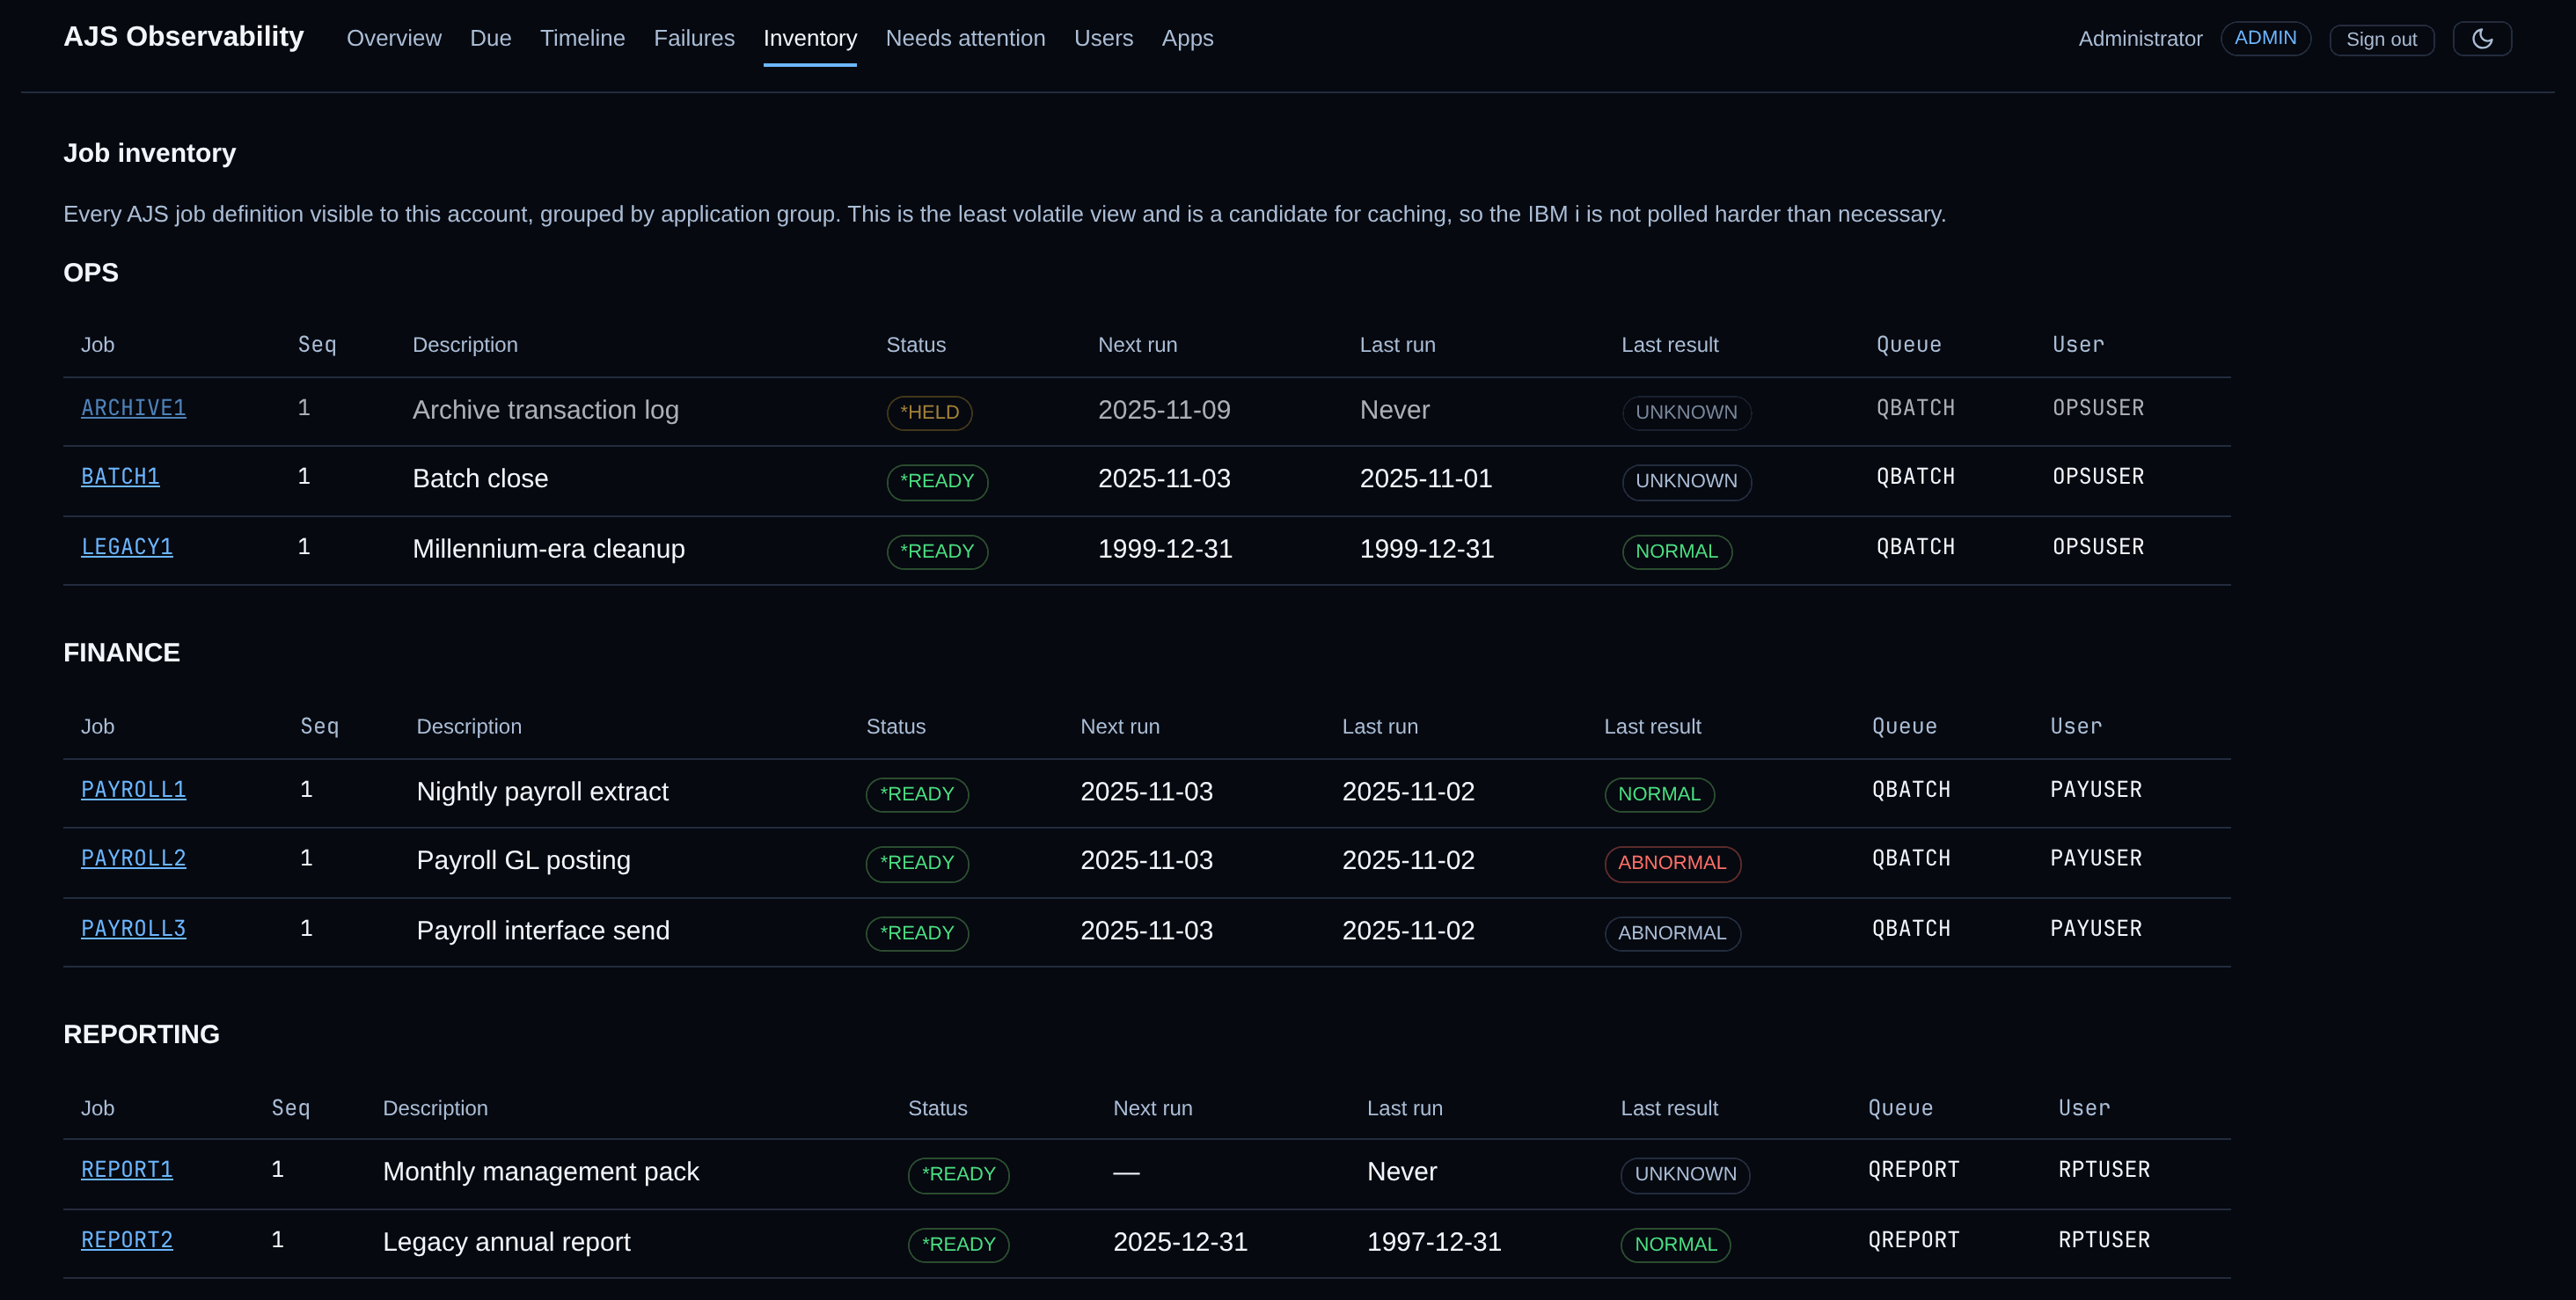 AJS Observability Overview Due Timeline Failures Inventory Needs attention Users Apps Administrator ADMIN Sign out
Job inventory
Every AJS job definition visible to this account, grouped by application group. This is the least volatile view and is a candidate for caching, so the IBM i is not polled harder than necessary.
OPS
Job Seq Description Status Next run Last run Last result Queue User
ARCHIVE1 1 Archive transaction log *HELD 2025-11-09 Never UNKNOWN QBATCH OPSUSER
BATCH1 1 Batch close *READY 2025-11-03 2025-11-01 UNKNOWN QBATCH OPSUSER
LEGACY1 1 Millennium-era cleanup *READY 1999-12-31 1999-12-31 NORMAL QBATCH OPSUSER
FINANCE
Job Seq Description Status Next run Last run Last result Queue User
PAYROLL1 1 Nightly payroll extract *READY 2025-11-03 2025-11-02 NORMAL QBATCH PAYUSER
PAYROLL2 1 Payroll GL posting *READY 2025-11-03 2025-11-02 ABNORMAL QBATCH PAYUSER
PAYROLL3 1 Payroll interface send *READY 2025-11-03 2025-11-02 ABNORMAL QBATCH PAYUSER
REPORTING
Job Seq Description Status Next run Last run Last result Queue User
REPORT1 1 Monthly management pack *READY — Never UNKNOWN QREPORT RPTUSER
REPORT2 1 Legacy annual report *READY 2025-12-31 1997-12-31 NORMAL QREPORT RPTUSER